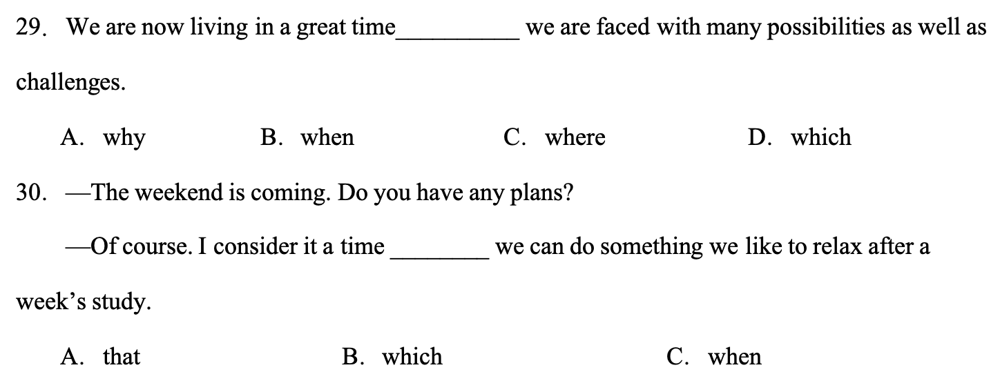 29. We are now living in a great time__________ we are faced with many possibilities as well as
challenges.
A. why B. when C. where D. which
30. —The weekend is coming. Do you have any plans?
—Of course. I consider it a time ________ we can do something we like to relax after a
week’s study.
A. that B. which C. when